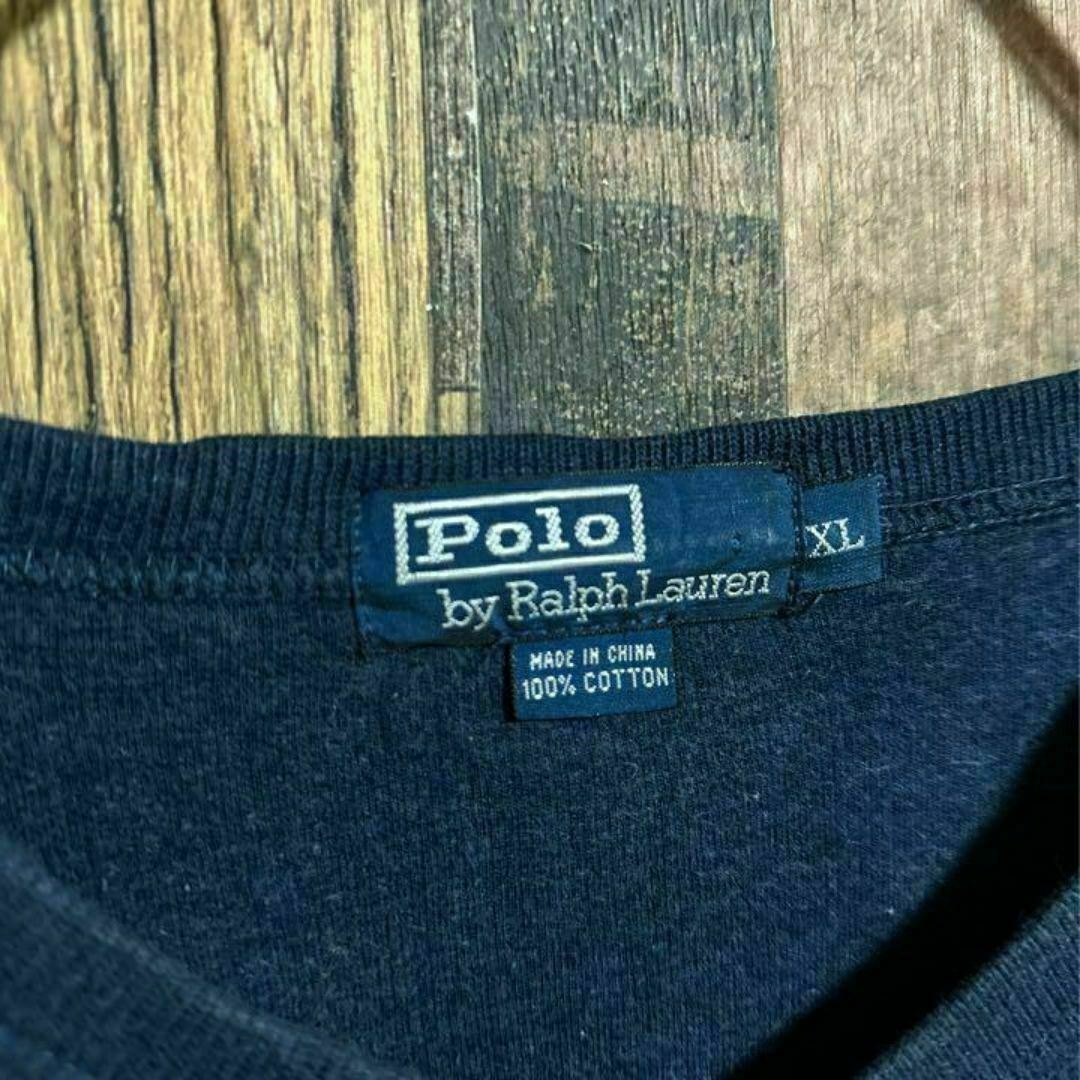 Polo
by Ralph Lauren
XL
MADE IN CHINA
100% COTTON